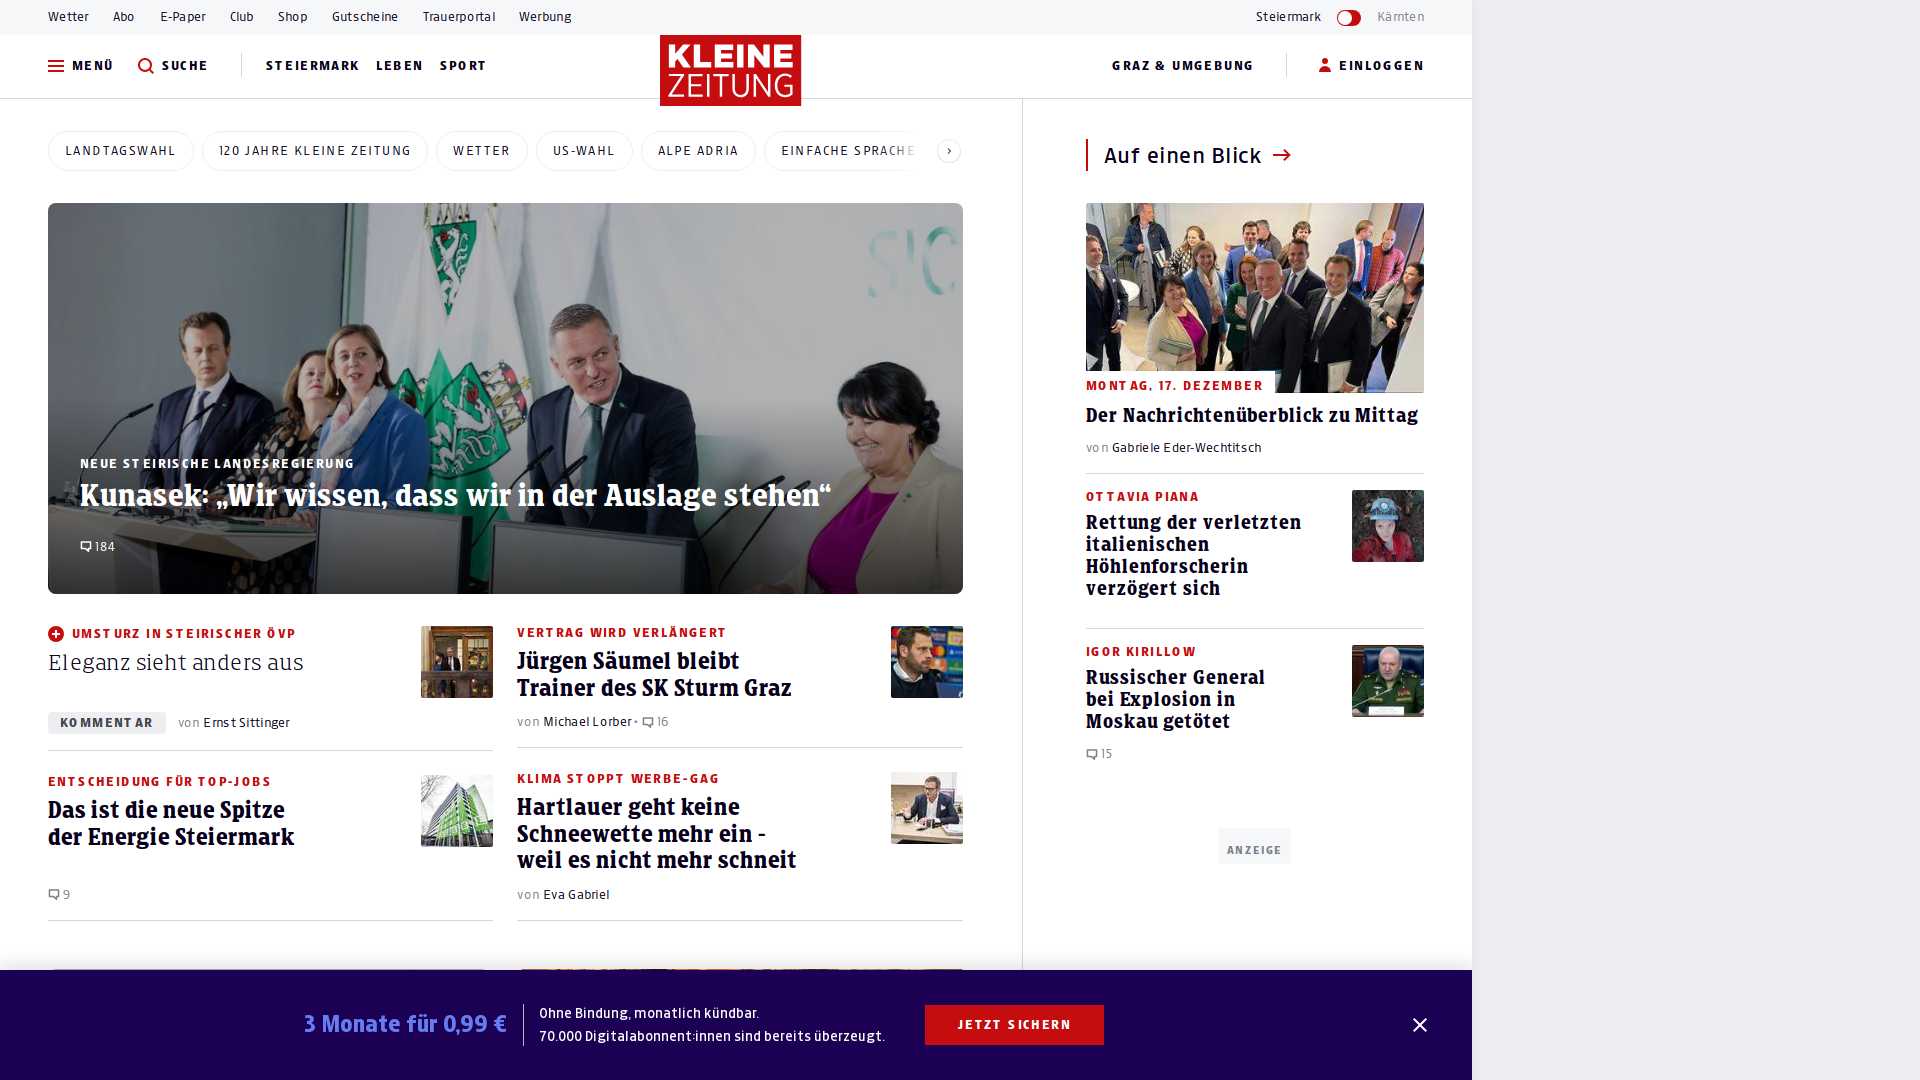 Wetter Abo E-Paper Club Shop Gutscheine Trauerportal Werbung
Steiermark Kärnten
MENÜ SUCHE STEIERMARK LEBEN SPORT
KLEINE
ZEITUNG
GRAZ & UMGEBUNG EINLOGGEN
LANDTAGSWAHL 120 JAHRE KLEINE ZEITUNG WETTER US-WAHL ALPE ADRIA EINFACHE SPRACHE
NEUE STEIRISCHE LANDESREGIERUNG
Kunasek: „Wir wissen, dass wir in der Auslage stehen“
184
UMSTURZ IN STEIRISCHER ÖVP
Eleganz sieht anders aus
KOMMENTAR von Ernst Sittinger
VERTRAG WIRD VERLÄNGERT
Jürgen Säumel bleibt
Trainer des SK Sturm Graz
von Michael Lorber • 16
ENTSCHEIDUNG FÜR TOP-JOBS
Das ist die neue Spitze
der Energie Steiermark
9
KLIMA STOPPT WERBE-GAG
Hartlauer geht keine
Schneewette mehr ein -
weil es nicht mehr schneit
von Eva Gabriel
Auf einen Blick
MONTAG, 17. DEZEMBER
Der Nachrichtenüberblick zu Mittag
von Gabriele Eder-Wechtitsch
OTTAVIA PIANA
Rettung der verletzten
italienischen
Höhlenforscherin
verzögert sich
IGOR KIRILLOW
Russischer General
bei Explosion in
Moskau getötet
15
ANZEIGE
3 Monate für 0,99 €
Ohne Bindung, monatlich kündbar.
70.000 Digitalabonnent:innen sind bereits überzeugt.
JETZT SICHERN